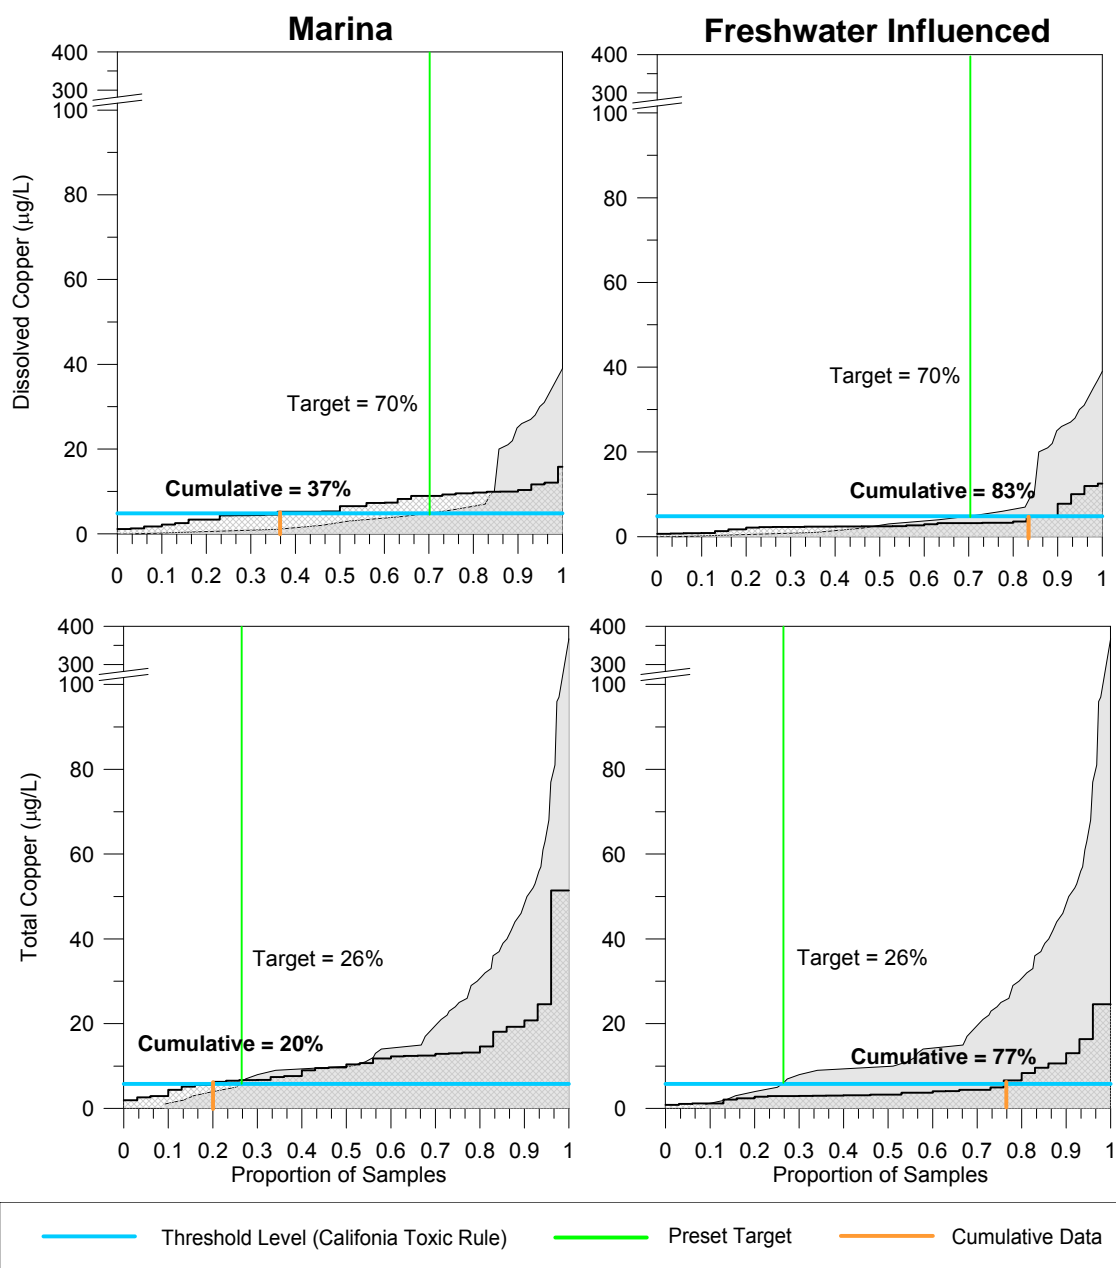 Marina
Freshwater Influenced
Dissolved Copper (µg/L)
400
300
100
80
60
40
20
0
Target = 70%
Cumulative = 37%
0 0.1 0.2 0.3 0.4 0.5 0.6 0.7 0.8 0.9 1
400
300
100
80
60
40
20
0
Target = 70%
Cumulative = 83%
0 0.1 0.2 0.3 0.4 0.5 0.6 0.7 0.8 0.9 1
Total Copper (µg/L)
400
300
100
80
60
40
20
0
Target = 26%
Cumulative = 20%
0 0.1 0.2 0.3 0.4 0.5 0.6 0.7 0.8 0.9 1
Proportion of Samples
400
300
100
80
60
40
20
0
Target = 26%
Cumulative = 77%
0 0.1 0.2 0.3 0.4 0.5 0.6 0.7 0.8 0.9 1
Proportion of Samples
Threshold Level (Califonia Toxic Rule)
Preset Target
Cumulative Data